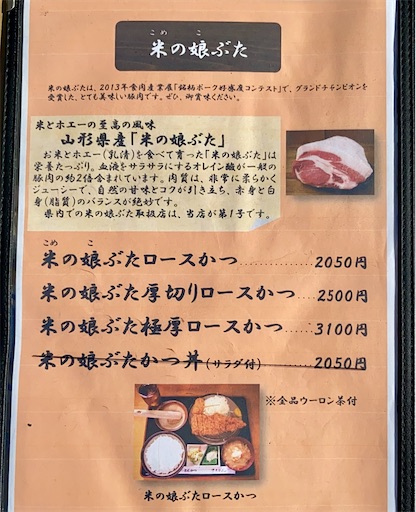 こめ こ
米の娘ぶた
米の娘ぶたは、2013年食肉産業展「銘柄ポーク好感度コンテスト」で、グランドチャンピオンを
受賞した、とても美味しい豚肉です。ぜひ、御賞味ください。
米とホエーの至高の風味
山形県産「米の娘ぶた」
お米とホエー(乳清)を食べて育った「米の娘ぶた」は
栄養たっぷり。血液をサラサラにするオレイン酸が一般の
豚肉の約2倍含まれています。肉質は、非常に柔らかく
ジューシーで、自然の甘味とコクが引き立ち、赤身と白
身(脂質)のバランスが絶妙です。
県内での米の娘ぶた取扱店は、当店が第1号です。
こめ こ
米の娘ぶたロースかつ………2050円
米の娘ぶた厚切りロースかつ…2500円
米の娘ぶた極厚ロースかつ……3100円
米の娘ぶたかつ丼(サラダ付)……2050円
※全品ウーロン茶付
米の娘ぶたロースかつ